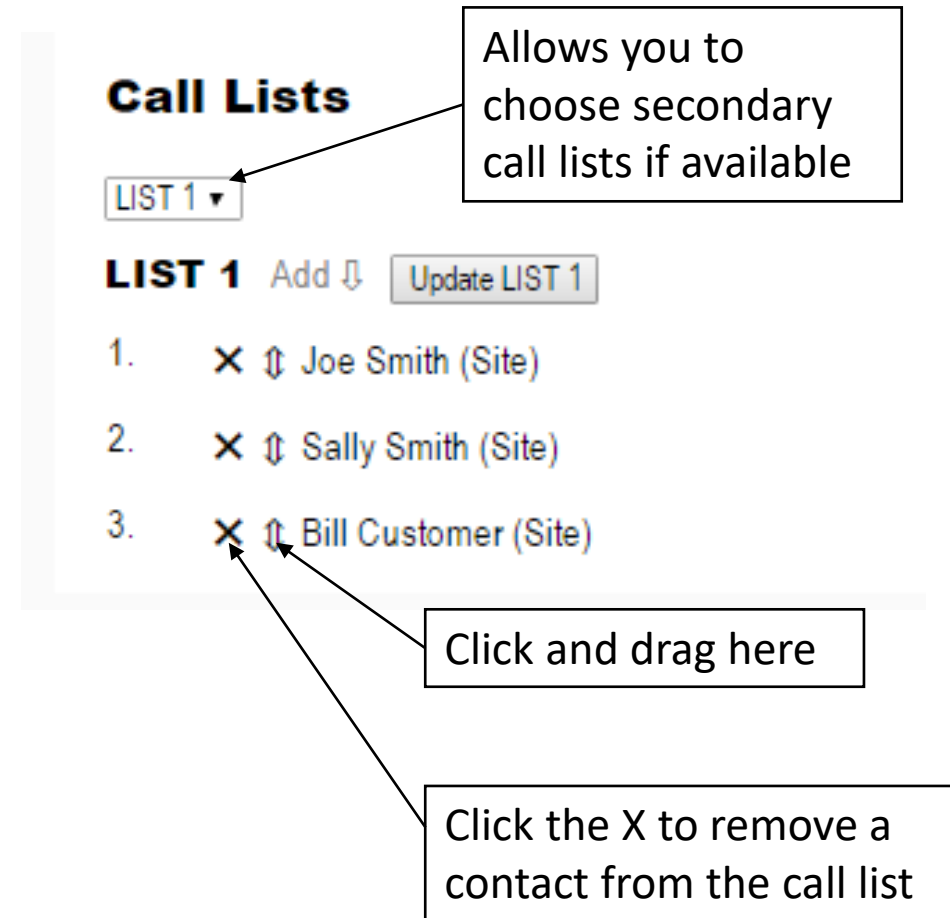 Allows you to
choose secondary
call lists if available
Call Lists
LIST 1 ▾
LIST 1 Add ⇩ Update LIST 1
1. ✕ ⇕ Joe Smith (Site)
2. ✕ ⇕ Sally Smith (Site)
3. ✕ ⇕ Bill Customer (Site)
Click and drag here
Click the X to remove a
contact from the call list